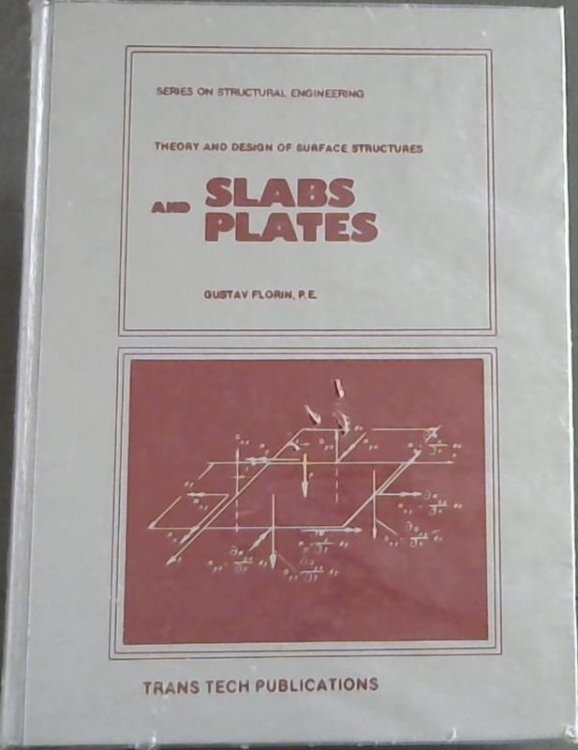 SERIES ON STRUCTURAL ENGINEERING
THEORY AND DESIGN OF SURFACE STRUCTURES
SLABS
AND PLATES
GUSTAV FLORIN, P.E.
TRANS TECH PUBLICATIONS